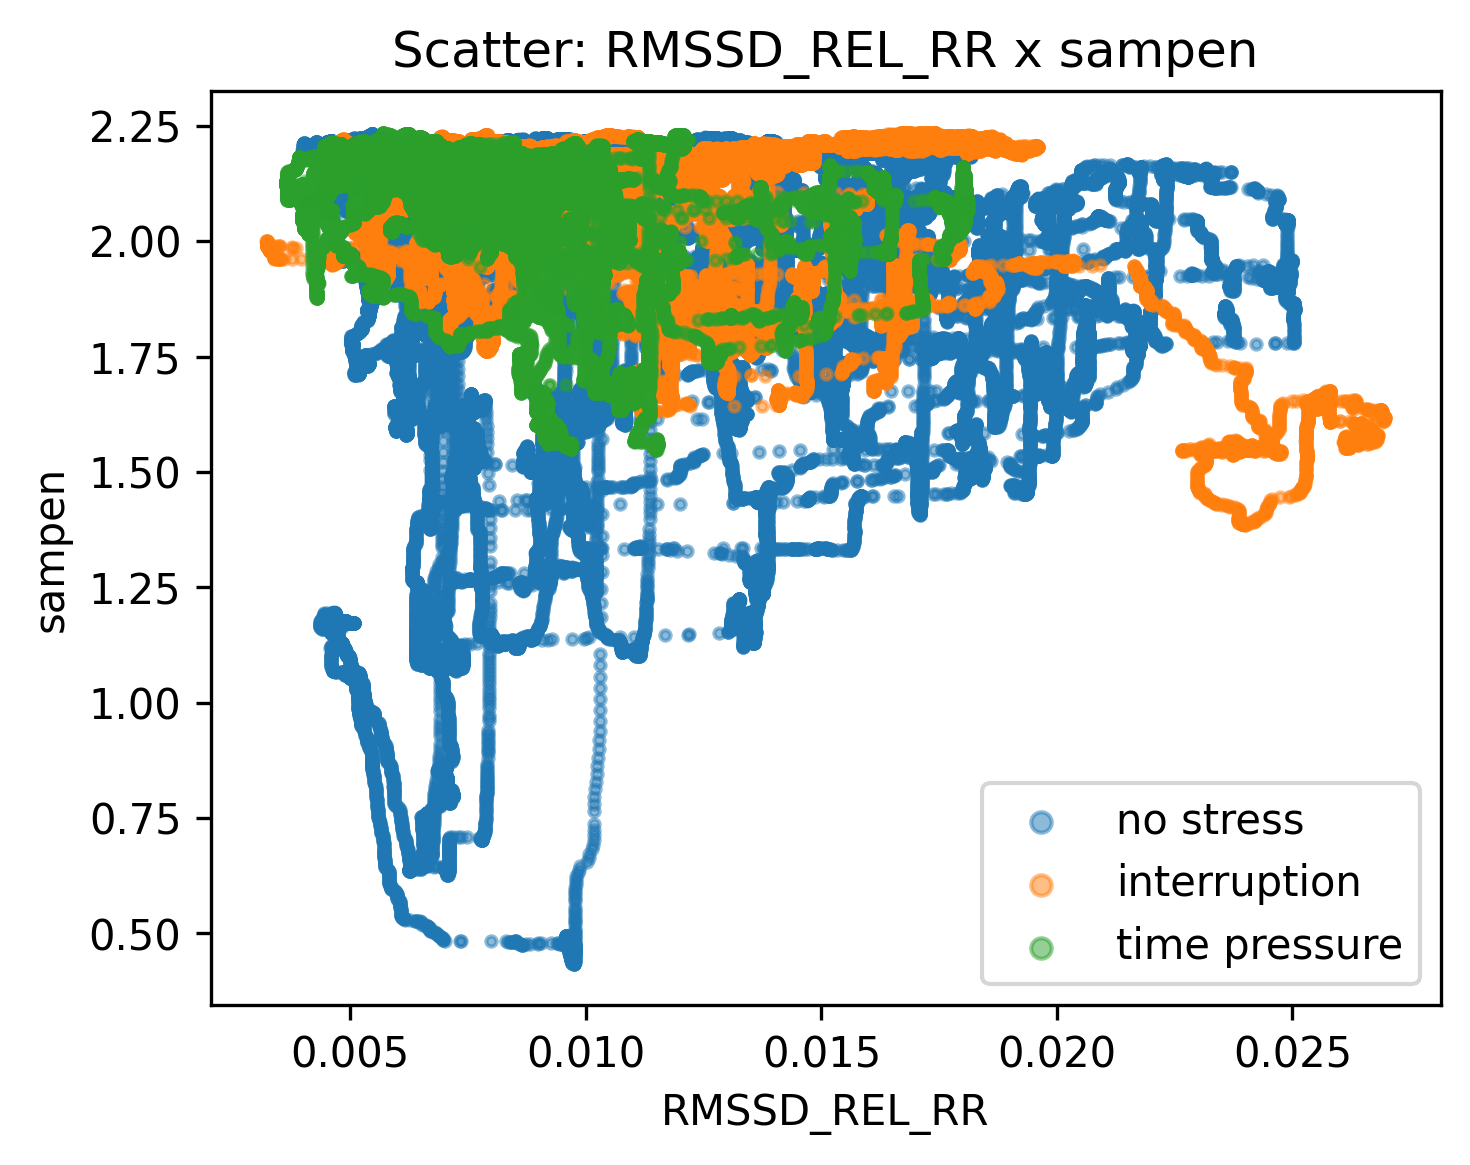 Scatter: RMSSD_REL_RR x sampen
2.25
2.00
1.75
1.50
1.25
1.00
0.75
0.50
sampen
no stress
interruption
time pressure
0.005 0.010 0.015 0.020 0.025
RMSSD_REL_RR